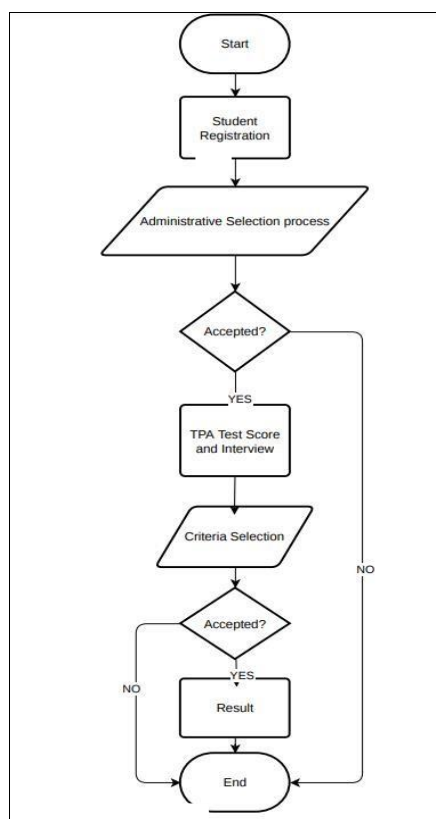 Start
Student
Registration
Administrative Selection process
Accepted?
YES
TPA Test Score
and Interview
Criteria Selection
NO
Accepted?
YES
NO
Result
End